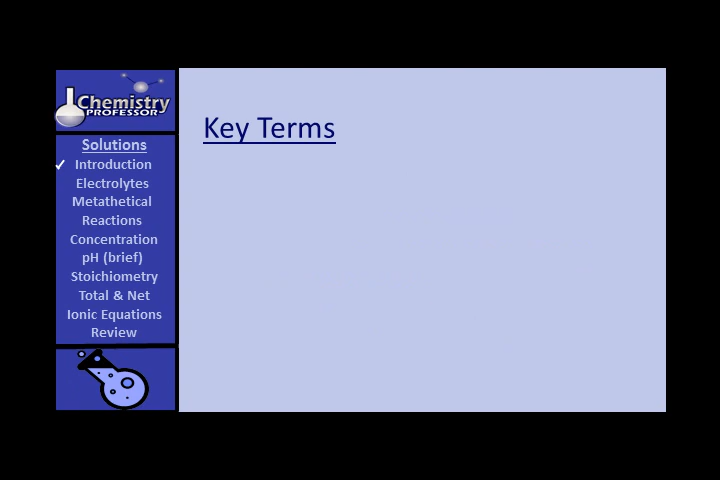 Chemistry
PROFESSOR
Solutions
Introduction
Electrolytes
Metathetical
Reactions
Concentration
pH (brief)
Stoichiometry
Total & Net
Ionic Equations
Review
Key Terms